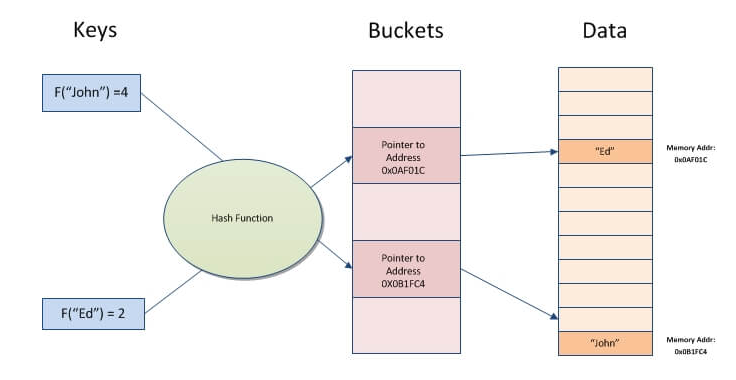 Keys
Buckets
Data
F("John") =4
Hash Function
F("Ed") = 2
Pointer to
Address
0x0AF01C
Pointer to
Address
0X0B1FC4
"Ed"
Memory Addr:
0x0AF01C
"John"
Memory Addr:
0x0B1FC4